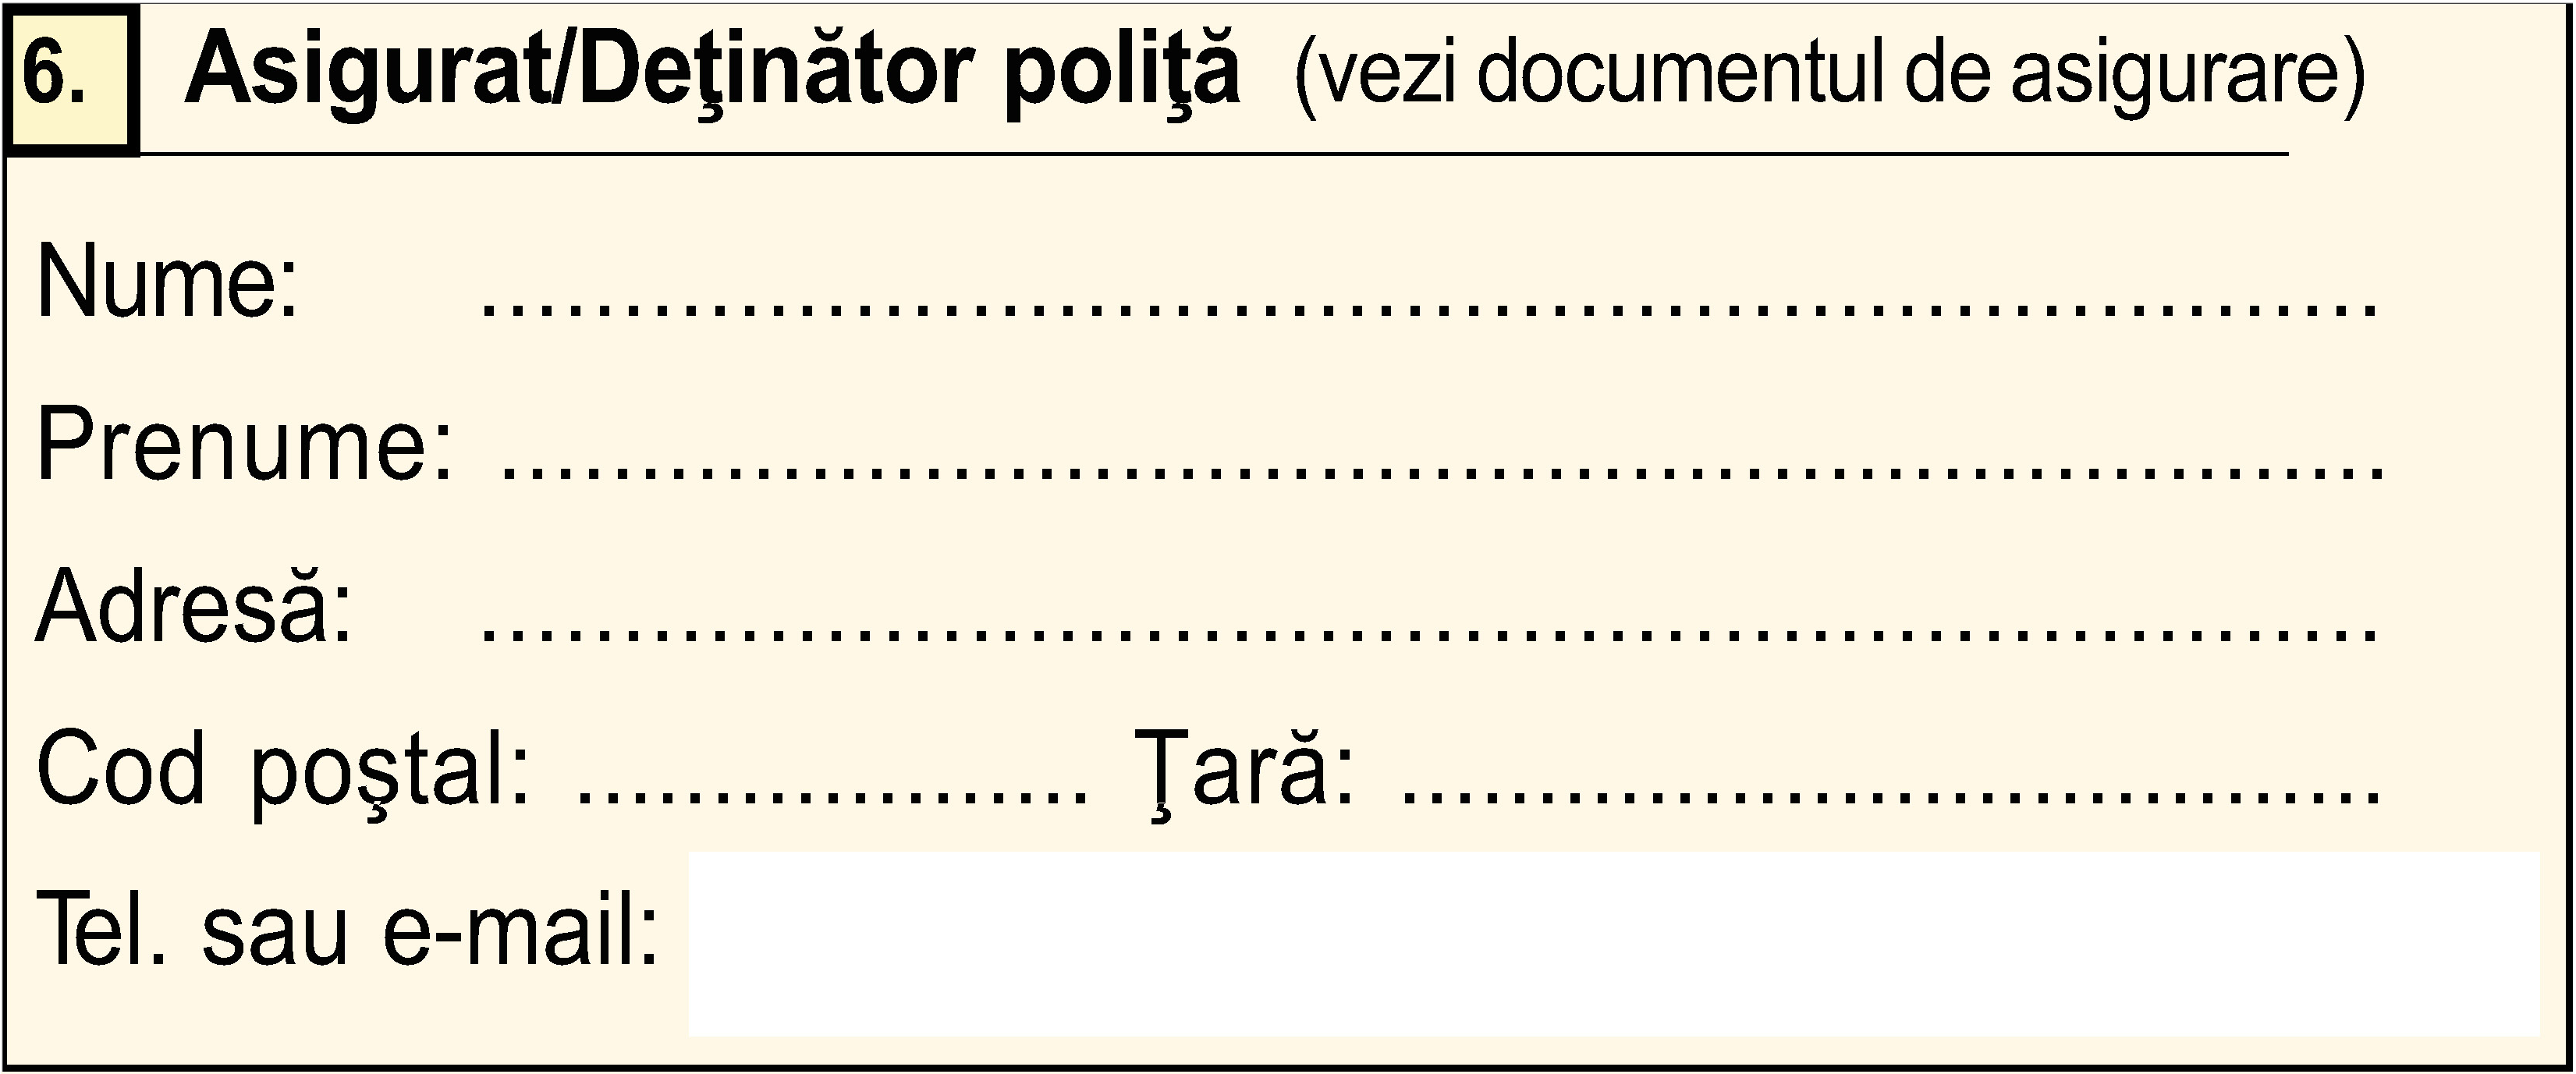 6. Asigurat/Deţinător poliţă (vezi documentul de asigurare)
Nume: ..................................................................
Prenume: ...................................................................
Adresă: ..................................................................
Cod poştal: ................... Ţară: ....................................
Tel. sau e-mail: